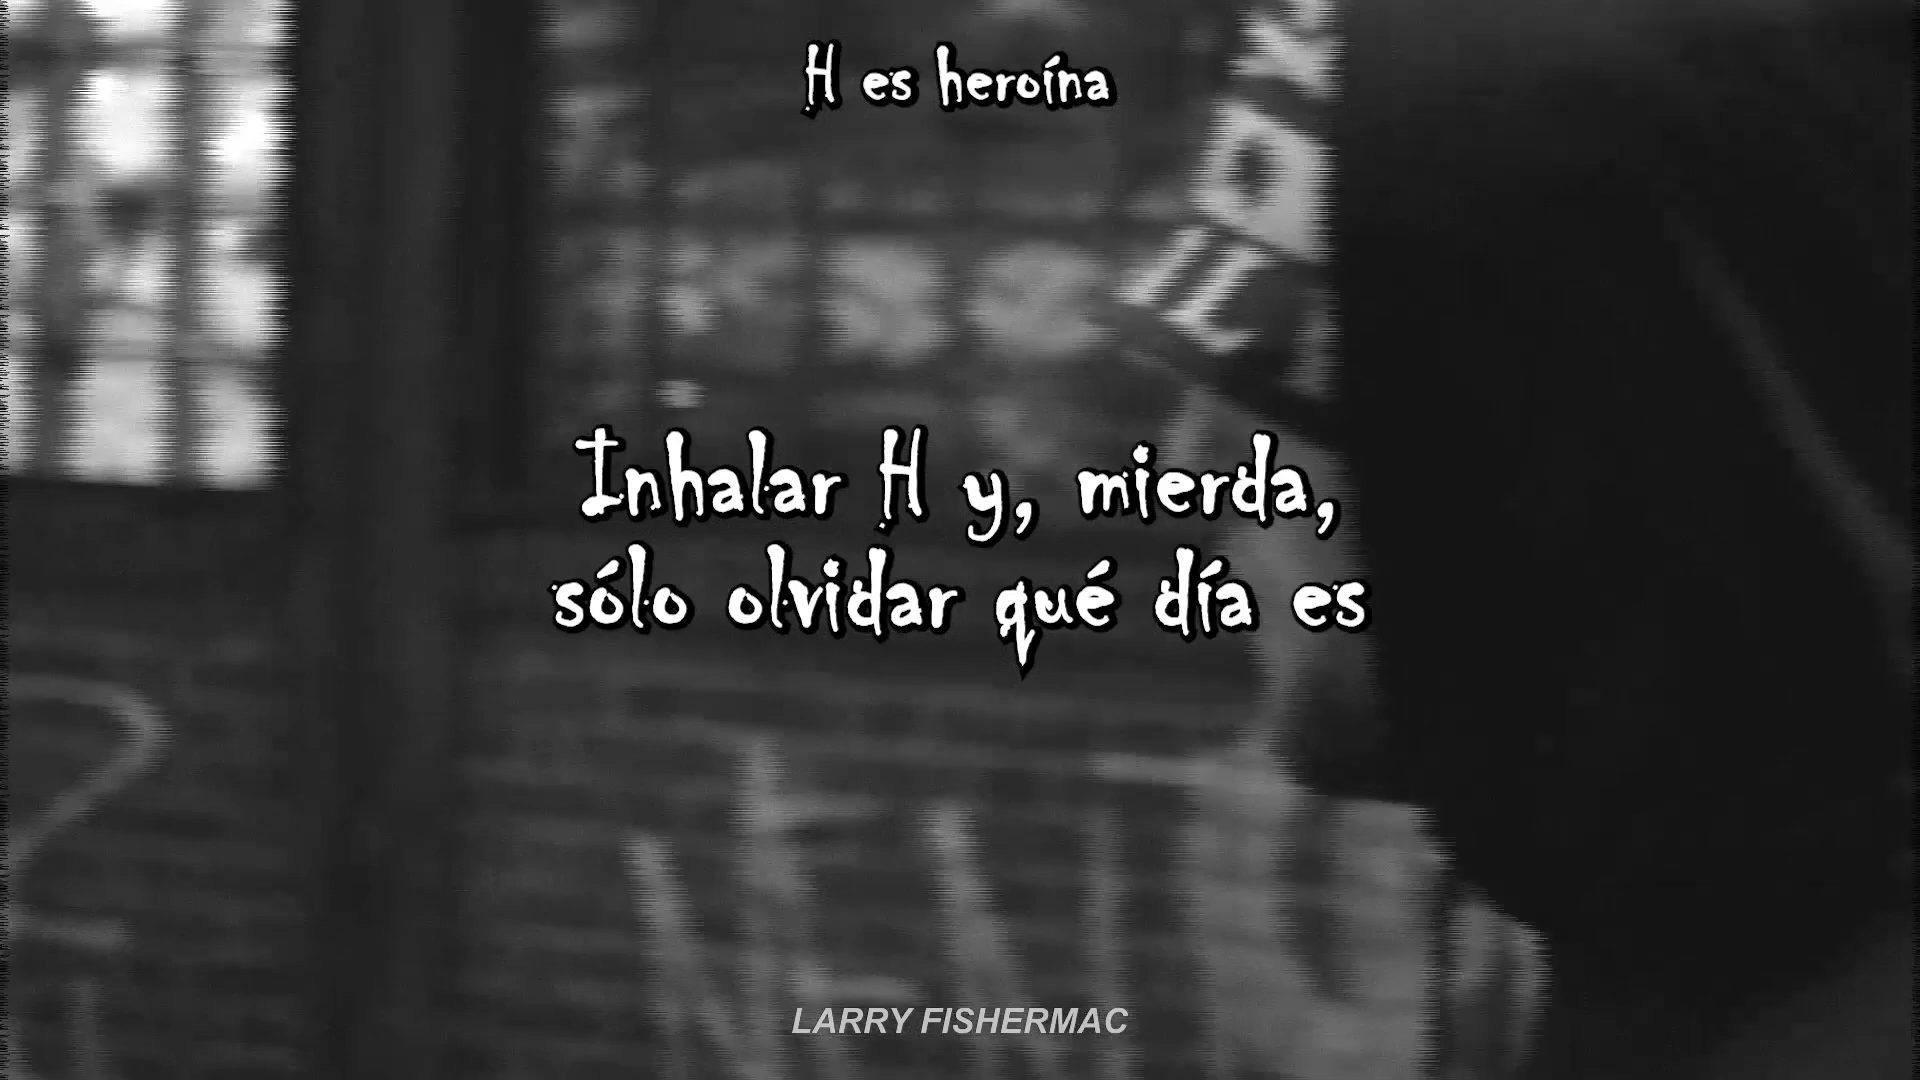 H es heroína
Inhalar H y, mierda,
sólo olvidar qué día es
LARRY FISHERMAC